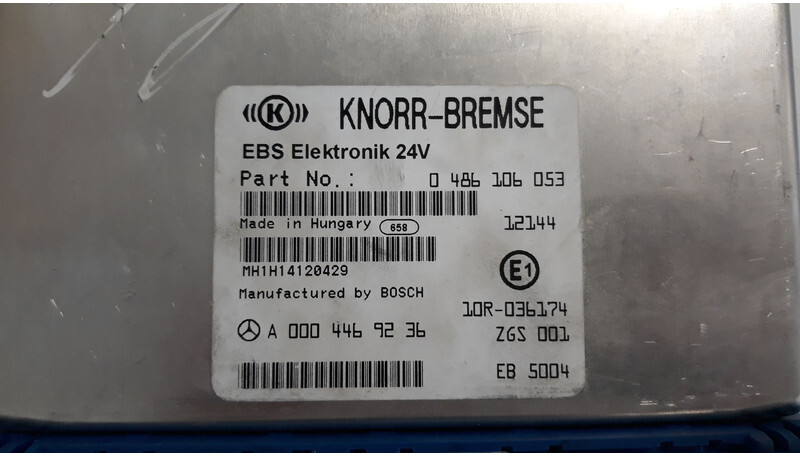 K KNORR-BREMSE
EBS Elektronik 24V
Part No.: 0 486 106 053
Made in Hungary 658 12144
MH1H14120429
E1
Manufactured by BOSCH
10R-036174
A 000 446 92 36 ZGS 001
EB 5004